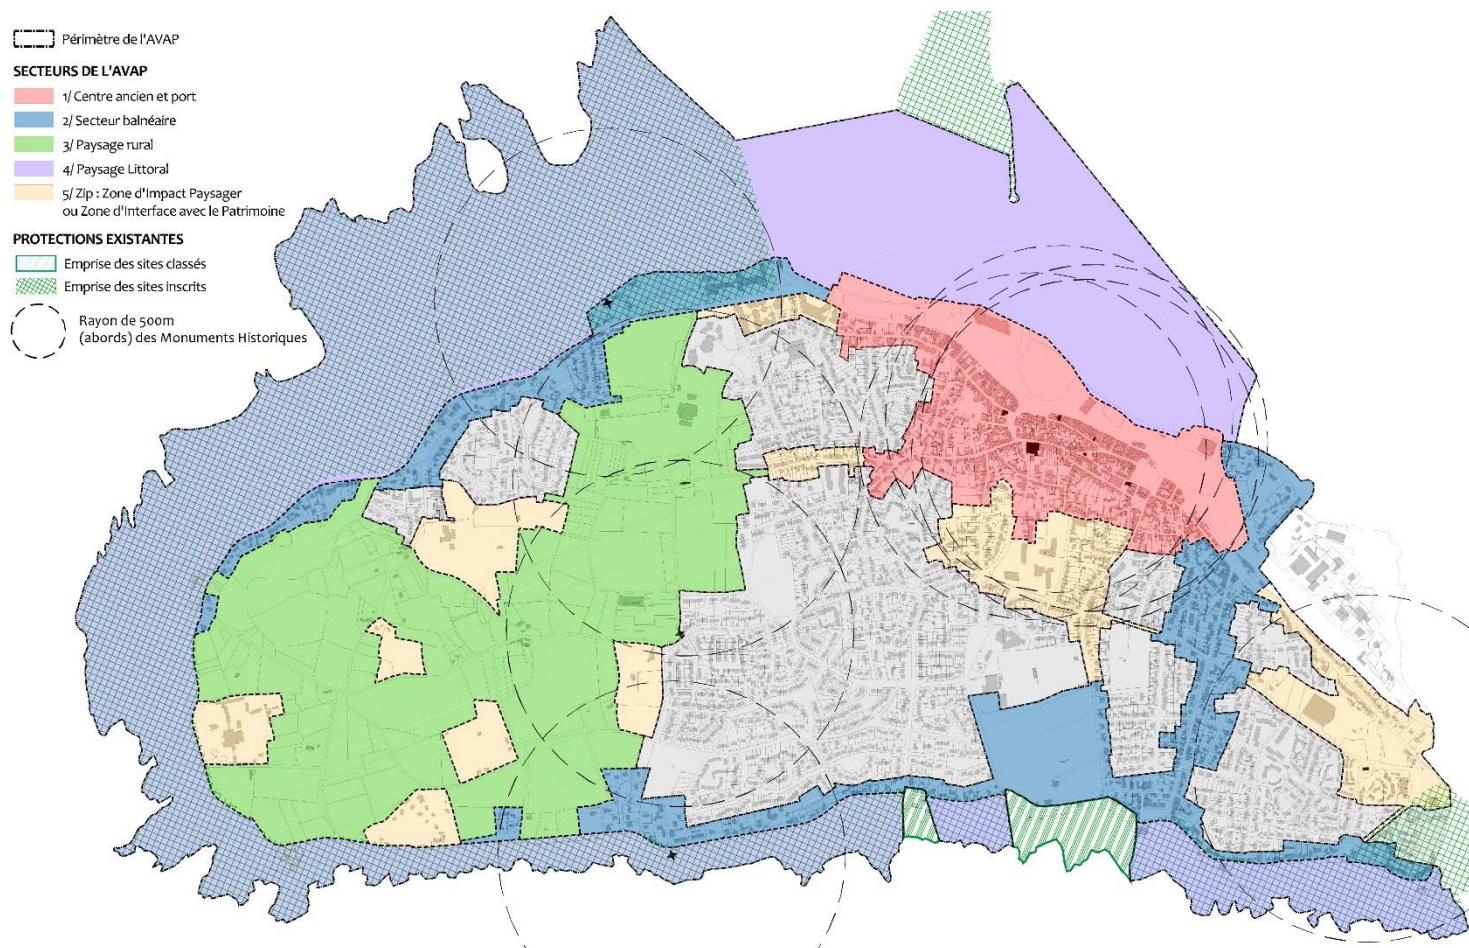 Périmètre de l'AVAP
SECTEURS DE L'AVAP
1/ Centre ancien et port
2/ Secteur balnéaire
3/ Paysage rural
4/ Paysage Littoral
5/ Zip : Zone d'Impact Paysager
ou Zone d'Interface avec le Patrimoine
PROTECTIONS EXISTANTES
Emprise des sites classés
Emprise des sites inscrits
Rayon de 500m
(abords) des Monuments Historiques